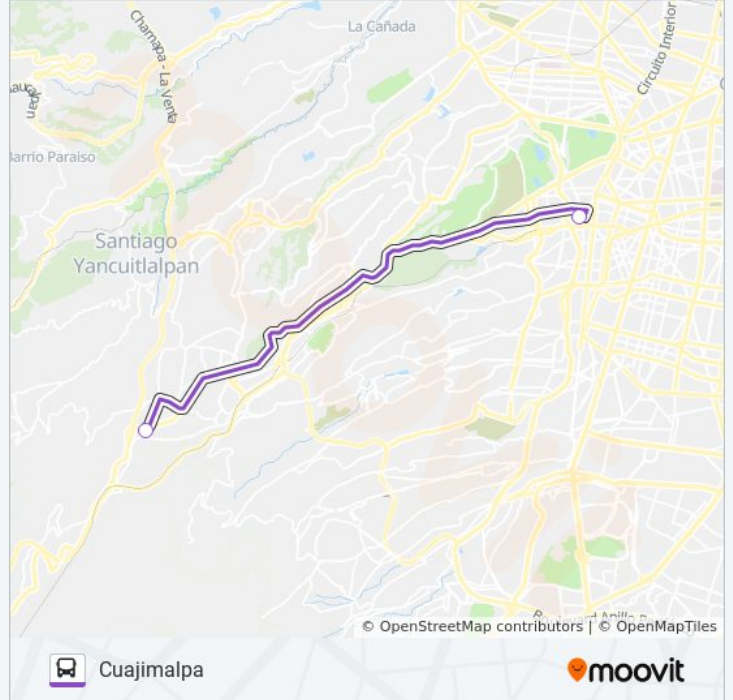 La Cañada
Chamapa - La Venta
Circuito Interior
Barrio Paraiso
Santiago
Yancuitlalpan
© OpenStreetMap contributors | © OpenMapTiles
Cuajimalpa
moovit